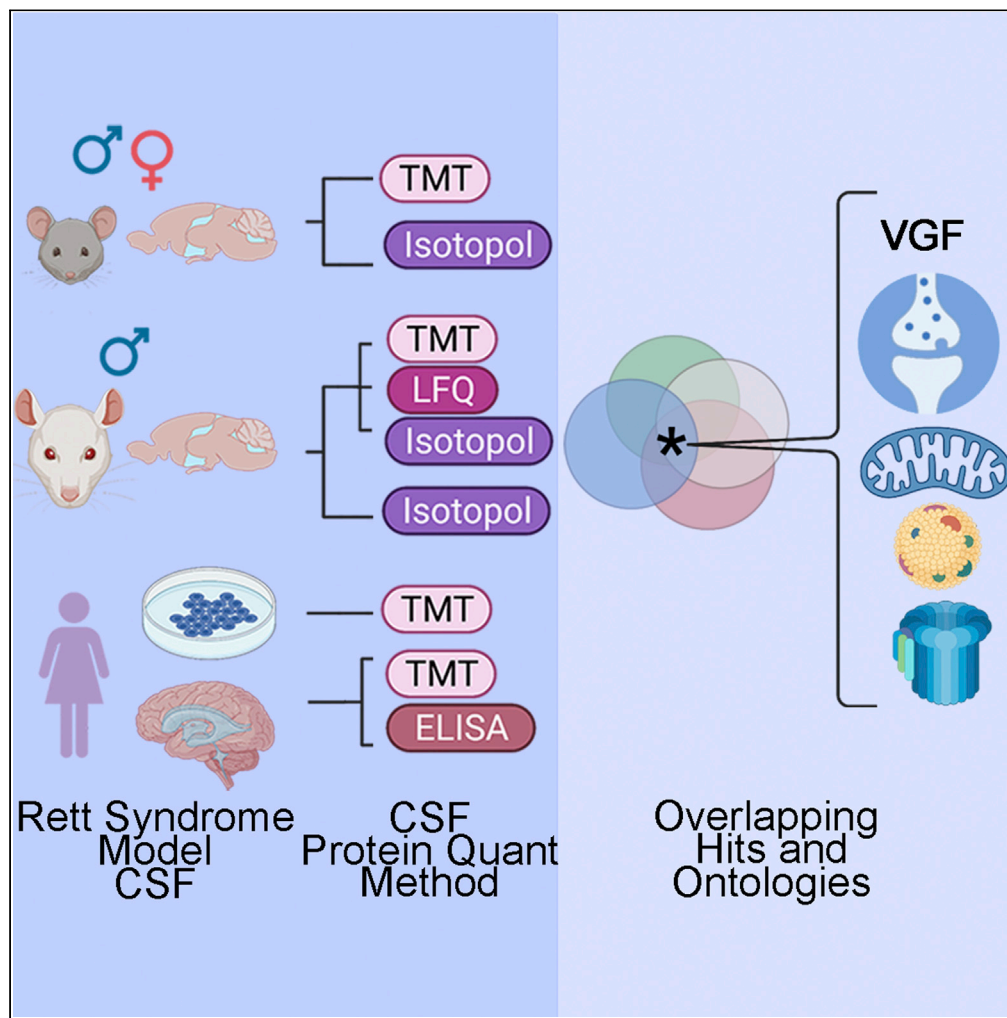 TMT
Isotopol
TMT
LFQ
Isotopol
Isotopol
TMT
TMT
ELISA
*
VGF
Rett Syndrome
Model
CSF
CSF
Protein Quant
Method
Overlapping
Hits and
Ontologies